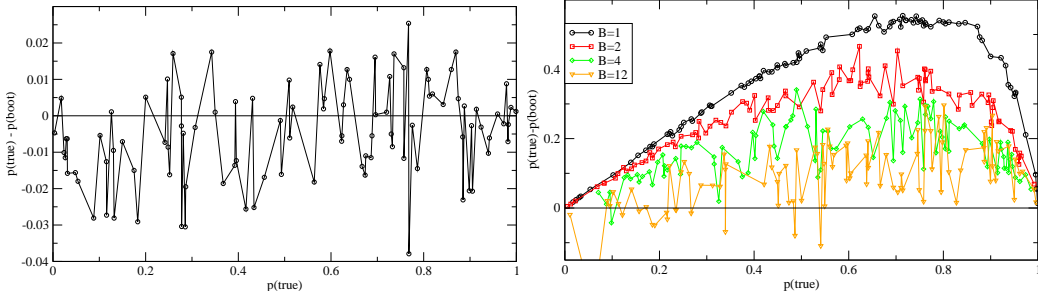 0.02
0.01
0
-0.01
-0.02
-0.03
-0.04
p(true) - p(boot)
0 0.2 0.4 0.6 0.8 1
p(true)
B=1
B=2
B=4
B=12
0.4
0.2
0
p(true)-p(boot)
0 0.2 0.4 0.6 0.8 1
p(true)